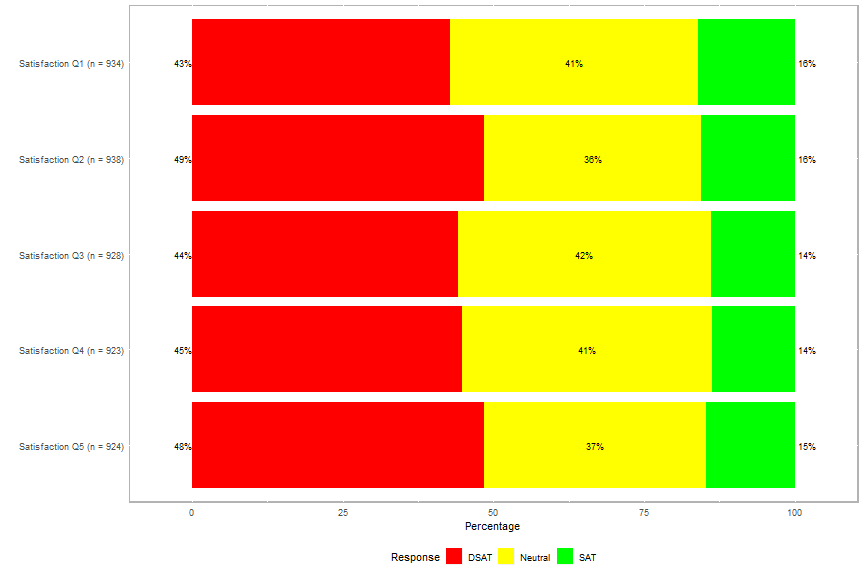 Satisfaction Q1 (n = 934) 43% 41% 16%
Satisfaction Q2 (n = 938) 49% 36% 16%
Satisfaction Q3 (n = 928) 44% 42% 14%
Satisfaction Q4 (n = 923) 45% 41% 14%
Satisfaction Q5 (n = 924) 48% 37% 15%
0 25 50 75 100
Percentage
Response DSAT Neutral SAT